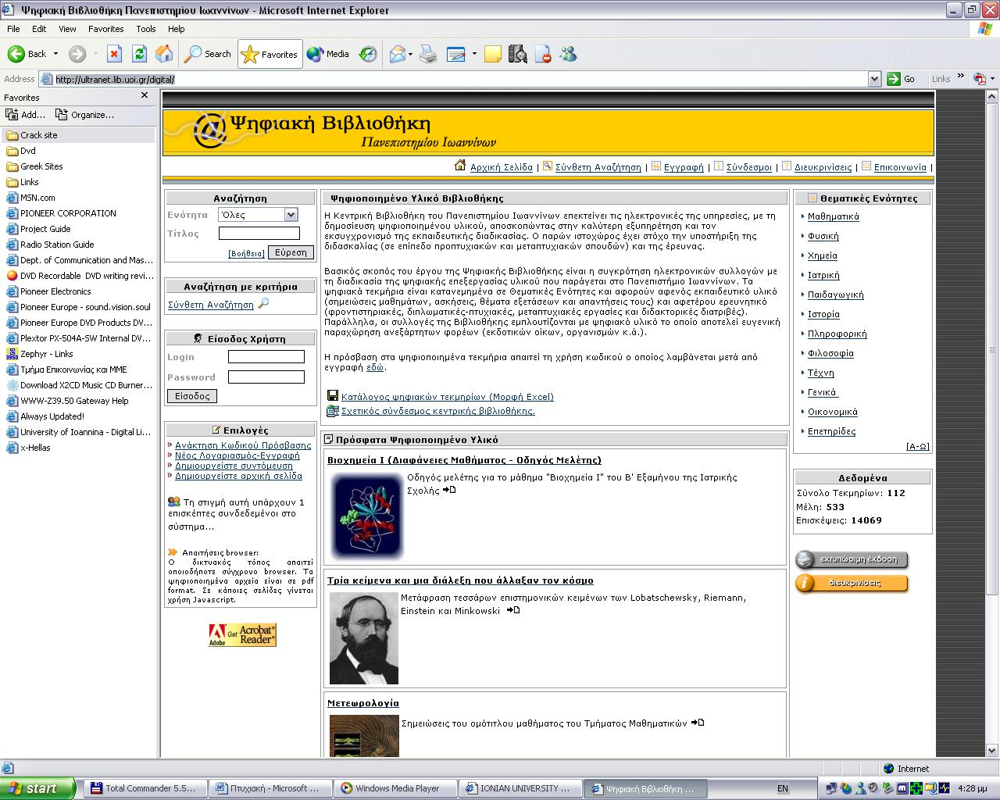 Ψηφιακή Βιβλιοθήκη Πανεπιστημίου Ιωαννίνων - Microsoft Internet Explorer
File Edit View Favorites Tools Help
Back Search Favorites Media
Address http://ultranet.lib.uoi.gr/digital/ Go Links »
Favorites
Add... Organize...
Crack site
Dvd
Greek Sites
Links
MSN.com
PIONEER CORPORATION
Project Guide
Radio Station Guide
Dept. of Communication and Mas...
DVD Recordable DVD writing revi...
Pioneer Electronics
Pioneer Europe - sound.vision.soul
Pioneer Europe DVD Products DV...
Plextor PX-504A-SW Internal DV...
Zephyr - Links
Τμήμα Επικοινωνίας και ΜΜΕ
Download X2CD Music CD Burner...
WWW-Z39.50 Gateway Help
Always Updated!
University of Ioannina - Digital Li...
x-Hellas
@ Ψηφιακή Βιβλιοθήκη
Πανεπιστημίου Ιωαννίνων
Αρχική Σελίδα | Σύνθετη Αναζήτηση | Εγγραφή | Σύνδεσμοι | Διευκρινίσεις | Επικοινωνία |
Αναζήτηση
Ενότητα Όλες
Τίτλος
[Βοήθεια] Εύρεση
Αναζήτηση με κριτήρια
Σύνθετη Αναζήτηση
Είσοδος Χρήστη
Login
Password
Είσοδος
Επιλογές
Ανάκτηση Κωδικού Πρόσβασης
Νέος Λογαριασμός-Εγγραφή
Δημιουργείστε συντόμευση
Δημιουργείστε αρχική σελίδα
Τη στιγμή αυτή υπάρχουν 1
επισκέπτες συνδεδεμένοι στο
σύστημα...
Απαιτήσεις browser:
Ο δικτυακός τόπος απαιτεί
οποιοδήποτε σύγχρονο browser. Τα
ψηφιοποιημένα αρχεία είναι σε pdf
format. Σε κάποιες σελίδες γίνεται
χρήση Javascript.
Adobe Get Acrobat® Reader®
Ψηφιοποιημένο Υλικό Βιβλιοθήκης
Η Κεντρική Βιβλιοθήκη του Πανεπιστημίου Ιωαννίνων επεκτείνει τις ηλεκτρονικές της υπηρεσίες, με τη
δημοσίευση ψηφιοποιημένου υλικού, αποσκοπώντας στην καλύτερη εξυπηρέτηση και τον
εκσυγχρονισμό της εκπαιδευτικής διαδικασίας. Ο παρών ιστοχώρος έχει στόχο την υποστήριξη της
διδασκαλίας (σε επίπεδο προπτυχιακών και μεταπτυχιακών σπουδών) και της έρευνας.
Βασικός σκοπός του έργου της Ψηφιακής Βιβλιοθήκης είναι η συγκρότηση ηλεκτρονικών συλλογών με
τη διαδικασία της ψηφιακής επεξεργασίας υλικού που παράγεται στο Πανεπιστήμιο Ιωαννίνων. Τα
ψηφιακά τεκμήρια είναι κατανεμημένα σε Θεματικές Ενότητες και αφορούν αφενός εκπαιδευτικό υλικό
(σημειώσεις μαθημάτων, ασκήσεις, θέματα εξετάσεων και απαντήσεις τους) και αφετέρου ερευνητικό
(φροντιστηριακές, διπλωματικές-πτυχιακές, μεταπτυχιακές εργασίες και διδακτορικές διατριβές).
Παράλληλα, οι συλλογές της Βιβλιοθήκης εμπλουτίζονται με ψηφιακό υλικό το οποίο αποτελεί ευγενική
παραχώρηση ανεξάρτητων φορέων (εκδοτικών οίκων, οργανισμών κ.ά.).
Η πρόσβαση στα ψηφιοποιημένα τεκμήρια απαιτεί τη χρήση κωδικού ο οποίος λαμβάνεται μετά από
εγγραφή εδώ.
Κατάλογος ψηφιακών τεκμηρίων (Μορφή Excel)
Σχετικός σύνδεσμος κεντρικής βιβλιοθήκης.
Πρόσφατα Ψηφιοποιημένο Υλικό
Βιοχημεία Ι (Διαφάνειες Μαθήματος - Οδηγός Μελέτης)
Οδηγός μελέτης για το μάθημα "Βιοχημεία Ι" του Β' Εξαμήνου της Ιατρικής
Σχολής
Τρία κείμενα και μια διάλεξη που άλλαξαν τον κόσμο
Μετάφραση τεσσάρων επιστημονικών κειμένων των Lobatschewsky, Riemann,
Einstein και Minkowski
Μετεωρολογία
Σημειώσεις του ομότιτλου μαθήματος του Τμήματος Μαθηματικών
Θεματικές Ενότητες
Μαθηματικά
Φυσική
Χημεία
Ιατρική
Παιδαγωγική
Ιστορία
Πληροφορική
Φιλοσοφία
Τέχνη
Γενικά
Οικονομικά
Επετηρίδες
[Α-Ω]
Δεδομένα
Σύνολο Τεκμηρίων: 112
Μέλη: 533
Επισκέψεις: 14069
εκτυπώσιμη έκδοση
διευκρινίσεις
Internet
start Total Commander 5.5... Πτυχιακή - Microsoft ... Windows Media Player IONIAN UNIVERSITY ... Ψηφιακή Βιβλιοθήκη ... EN 4:28 μμ